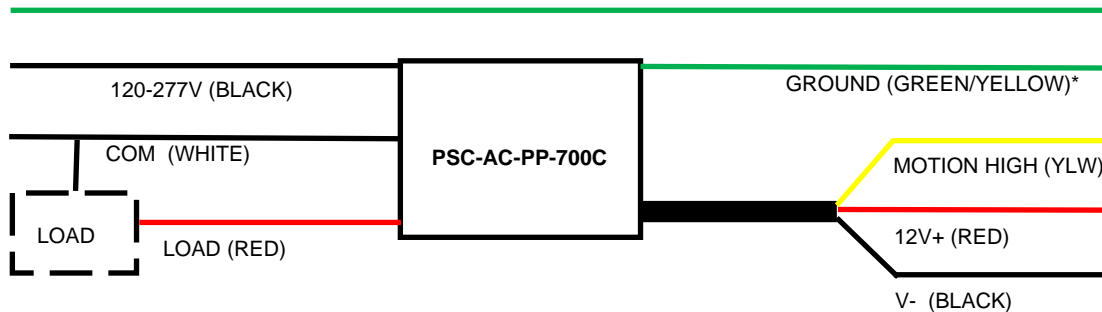 120-277V (BLACK)
GROUND (GREEN/YELLOW)*
COM  (WHITE)
PSC-AC-PP-700C
MOTION HIGH (YLW)
LOAD
LOAD (RED)
12V+ (RED)
V-  (BLACK)